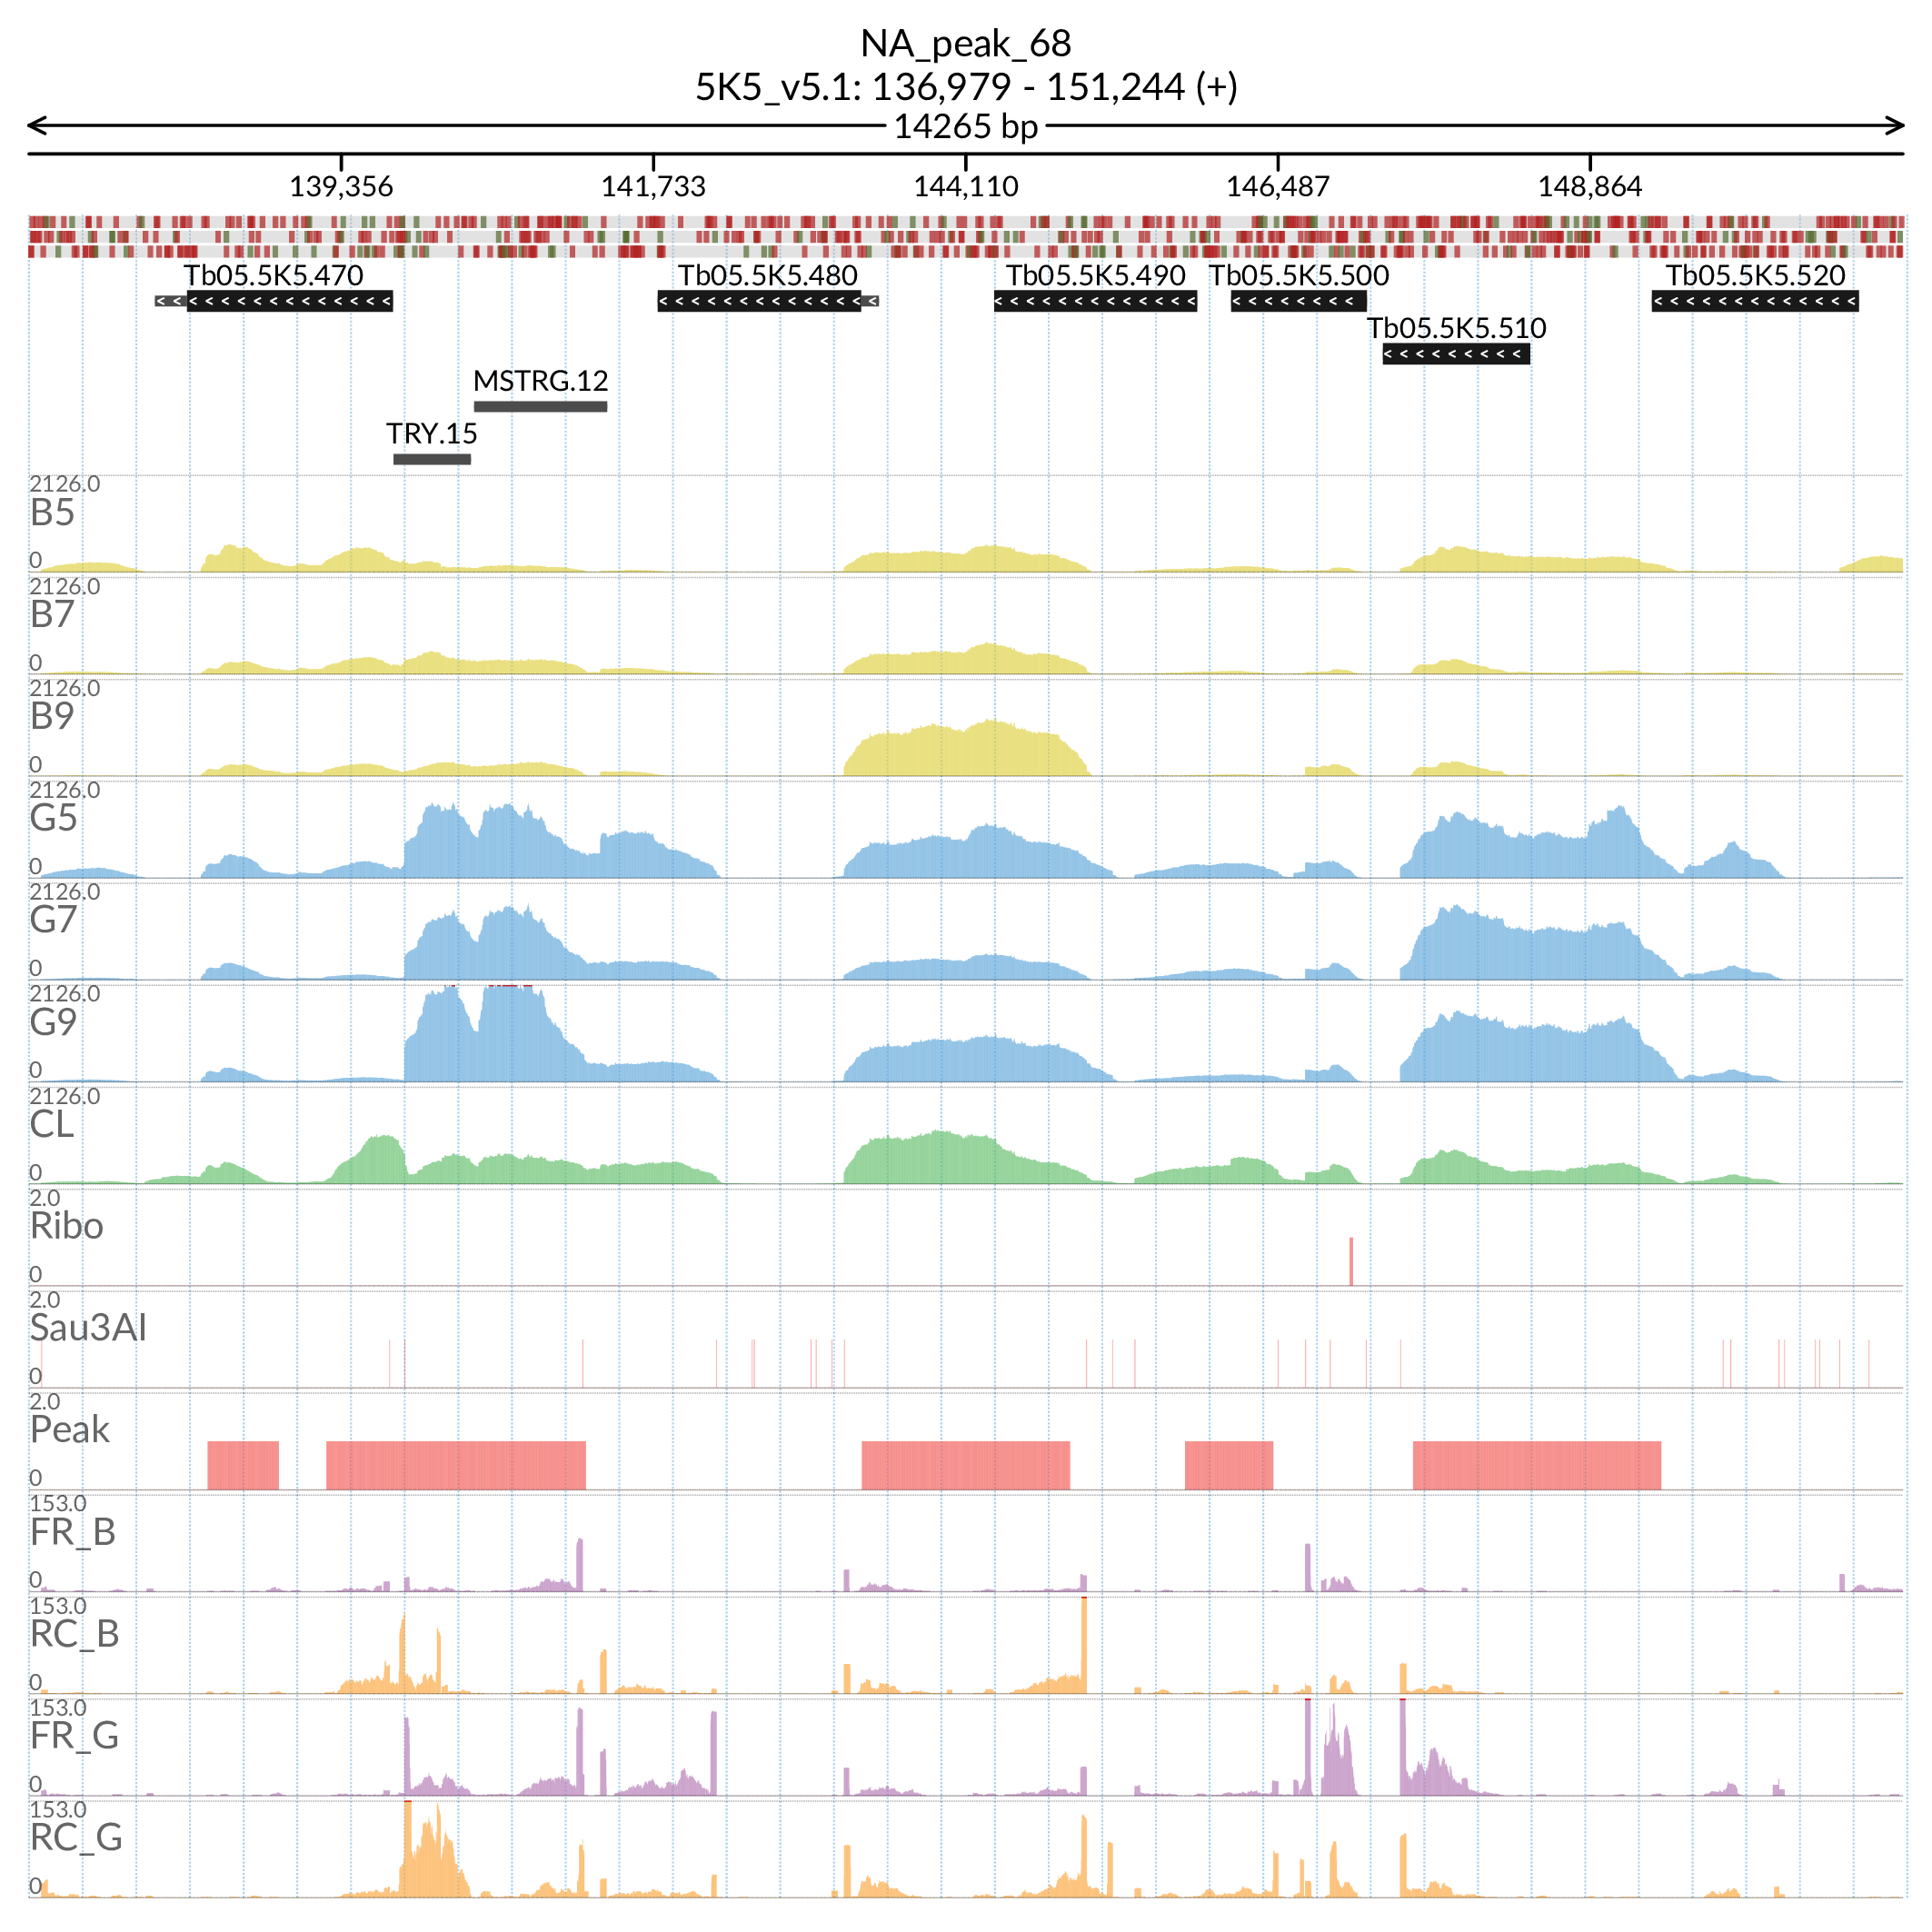 NA_peak_68
5K5_v5.1: 136,979 - 151,244 (+)
14265 bp
139,356 141,733 144,110 146,487 148,864
Tb05.5K5.470 Tb05.5K5.480 Tb05.5K5.490 Tb05.5K5.500 Tb05.5K5.520
Tb05.5K5.510
MSTRG.12
TRY.15
2126.0
B5
0
2126.0
B7
0
2126.0
B9
0
2126.0
G5
0
2126.0
G7
0
2126.0
G9
0
2126.0
CL
0
2.0
Ribo
0
2.0
Sau3AI
0
2.0
Peak
0
153.0
FR_B
0
153.0
RC_B
0
153.0
FR_G
0
153.0
RC_G
0